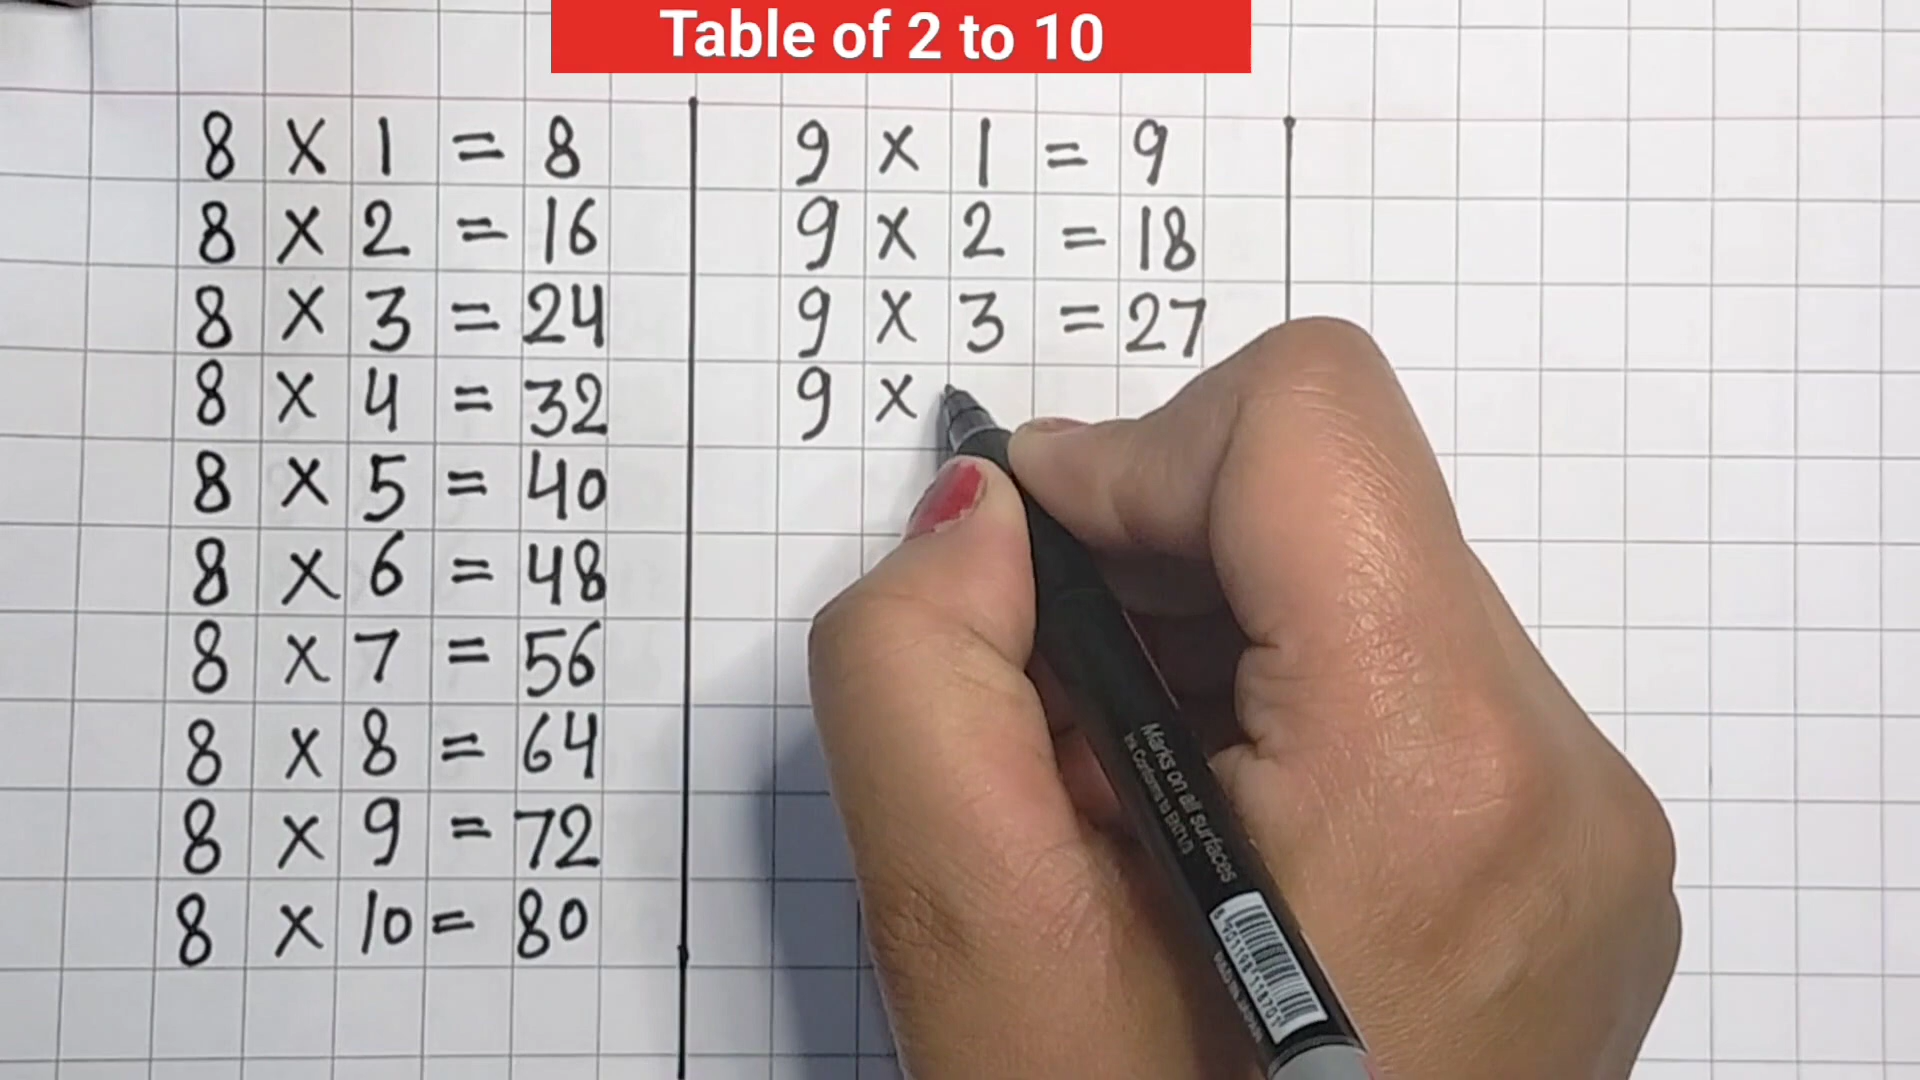 Table of 2 to 10
8 × 1 = 8
8 × 2 = 16
8 × 3 = 24
8 × 4 = 32
8 × 5 = 40
8 × 6 = 48
8 × 7 = 56
8 × 8 = 64
8 × 9 = 72
8 × 10 = 80
9 × 1 = 9
9 × 2 = 18
9 × 3 = 27
9 ×
Marks on all surfaces